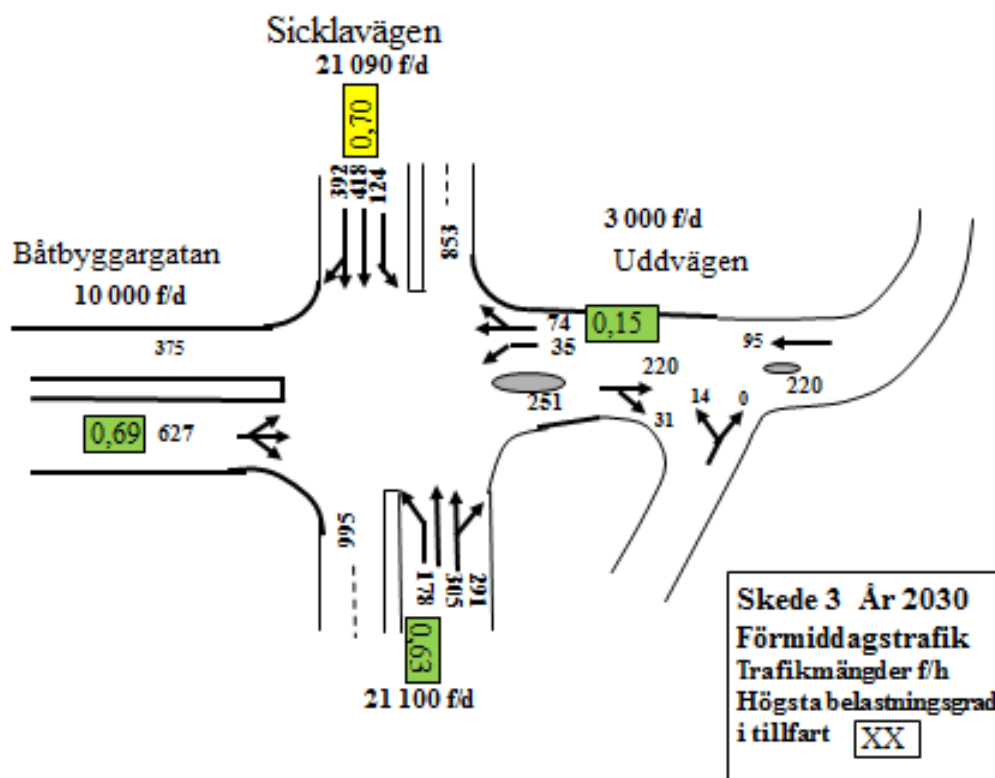 Sicklavägen
21 090 f/d
0,70
392
418
124
853
3 000 f/d
Uddvägen
Båtbyggargatan
10 000 f/d
375
74
35
0,15
95
220
220
251
31
14
0
0,69
627
995
178
305
291
0,63
21 100 f/d
Skede 3 År 2030
Förmiddagstrafik
Trafikmängder f/h
Högsta belastningsgrad
i tillfart XX